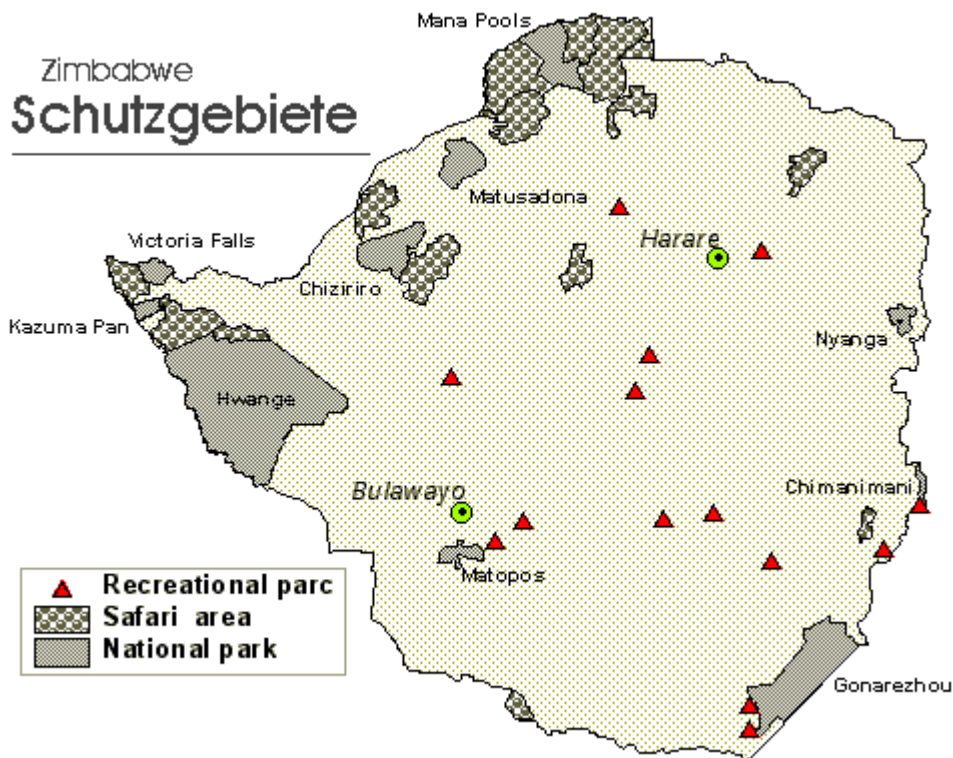 Zimbabwe
Schutzgebiete
Mana Pools
Matusadona
Harare
Victoria Falls
Chiziriro
Kazuma Pan
Nyanga
Hwange
Bulawayo
Chimanimani
Matopos
Gonarezhou
Recreational parc
Safari area
National park